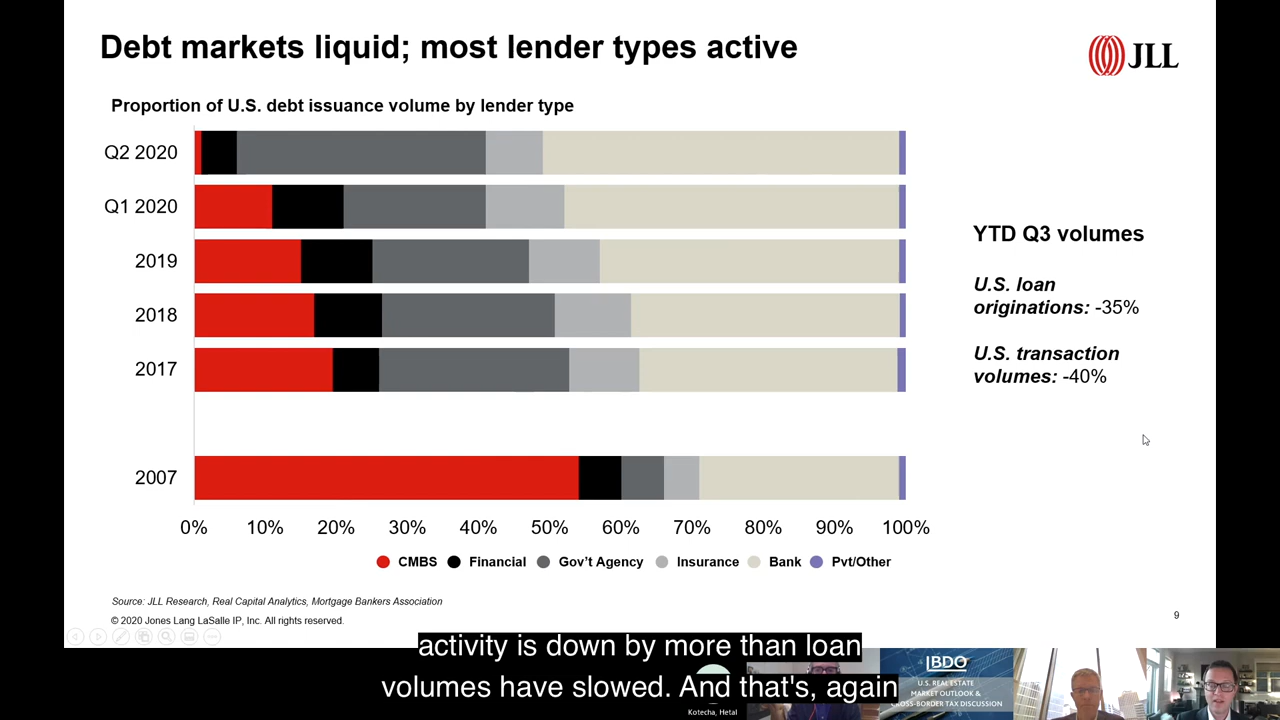 Debt markets liquid; most lender types active
JLL
Proportion of U.S. debt issuance volume by lender type
Q2 2020
Q1 2020
2019
2018
2017
2007
0% 10% 20% 30% 40% 50% 60% 70% 80% 90% 100%
CMBS Financial Gov't Agency Insurance Bank Pvt/Other
YTD Q3 volumes
U.S. loan
originations: -35%
U.S. transaction
volumes: -40%
Source: JLL Research, Real Capital Analytics, Mortgage Bankers Association
© 2020 Jones Lang LaSalle IP, Inc. All rights reserved.
9
activity is down by more than loan
volumes have slowed. And that's, again
Kotecha, Hetal
BDO
U.S. REAL ESTATE
MARKET OUTLOOK &
CROSS-BORDER TAX DISCUSSION